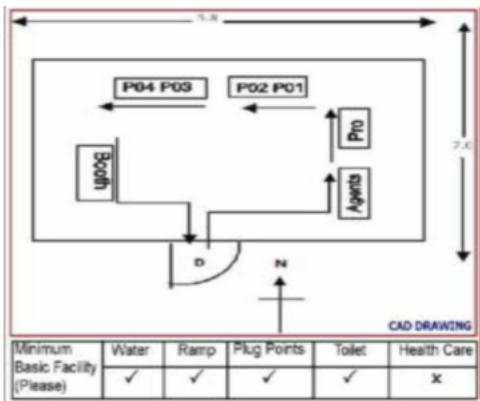 P04 P03
P02 P01
Pro
Booth
Agents
D
N
CAD DRAWING
Minimum Basic Facility (Please)
Water
Ramp
Plug Points
Toilet
Health Care
✓
✓
✓
✓
x